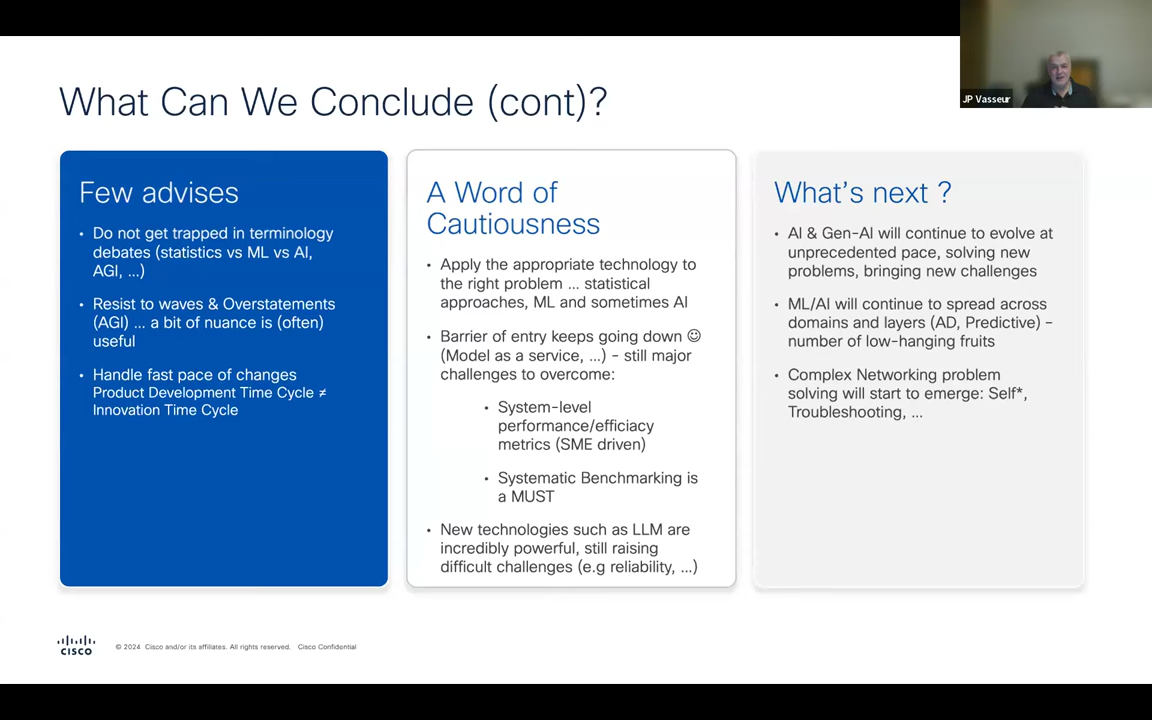 What Can We Conclude (cont)?
JP Vasseur
Few advises
• Do not get trapped in terminology
debates (statistics vs ML vs AI,
AGI, ...)
• Resist to waves & Overstatements
(AGI) ... a bit of nuance is (often)
useful
• Handle fast pace of changes
Product Development Time Cycle ≠
Innovation Time Cycle
A Word of
Cautiousness
• Apply the appropriate technology to
the right problem ... statistical
approaches, ML and sometimes AI
• Barrier of entry keeps going down ☺
(Model as a service, ...) - still major
challenges to overcome:
• System-level
performance/efficiacy
metrics (SME driven)
• Systematic Benchmarking is
a MUST
• New technologies such as LLM are
incredibly powerful, still raising
difficult challenges (e.g reliability, ...)
What's next ?
• AI & Gen-AI will continue to evolve at
unprecedented pace, solving new
problems, bringing new challenges
• ML/AI will continue to spread across
domains and layers (AD, Predictive) –
number of low-hanging fruits
• Complex Networking problem
solving will start to emerge: Self*,
Troubleshooting, ...
CISCO
© 2024 Cisco and/or its affiliates. All rights reserved. Cisco Confidential